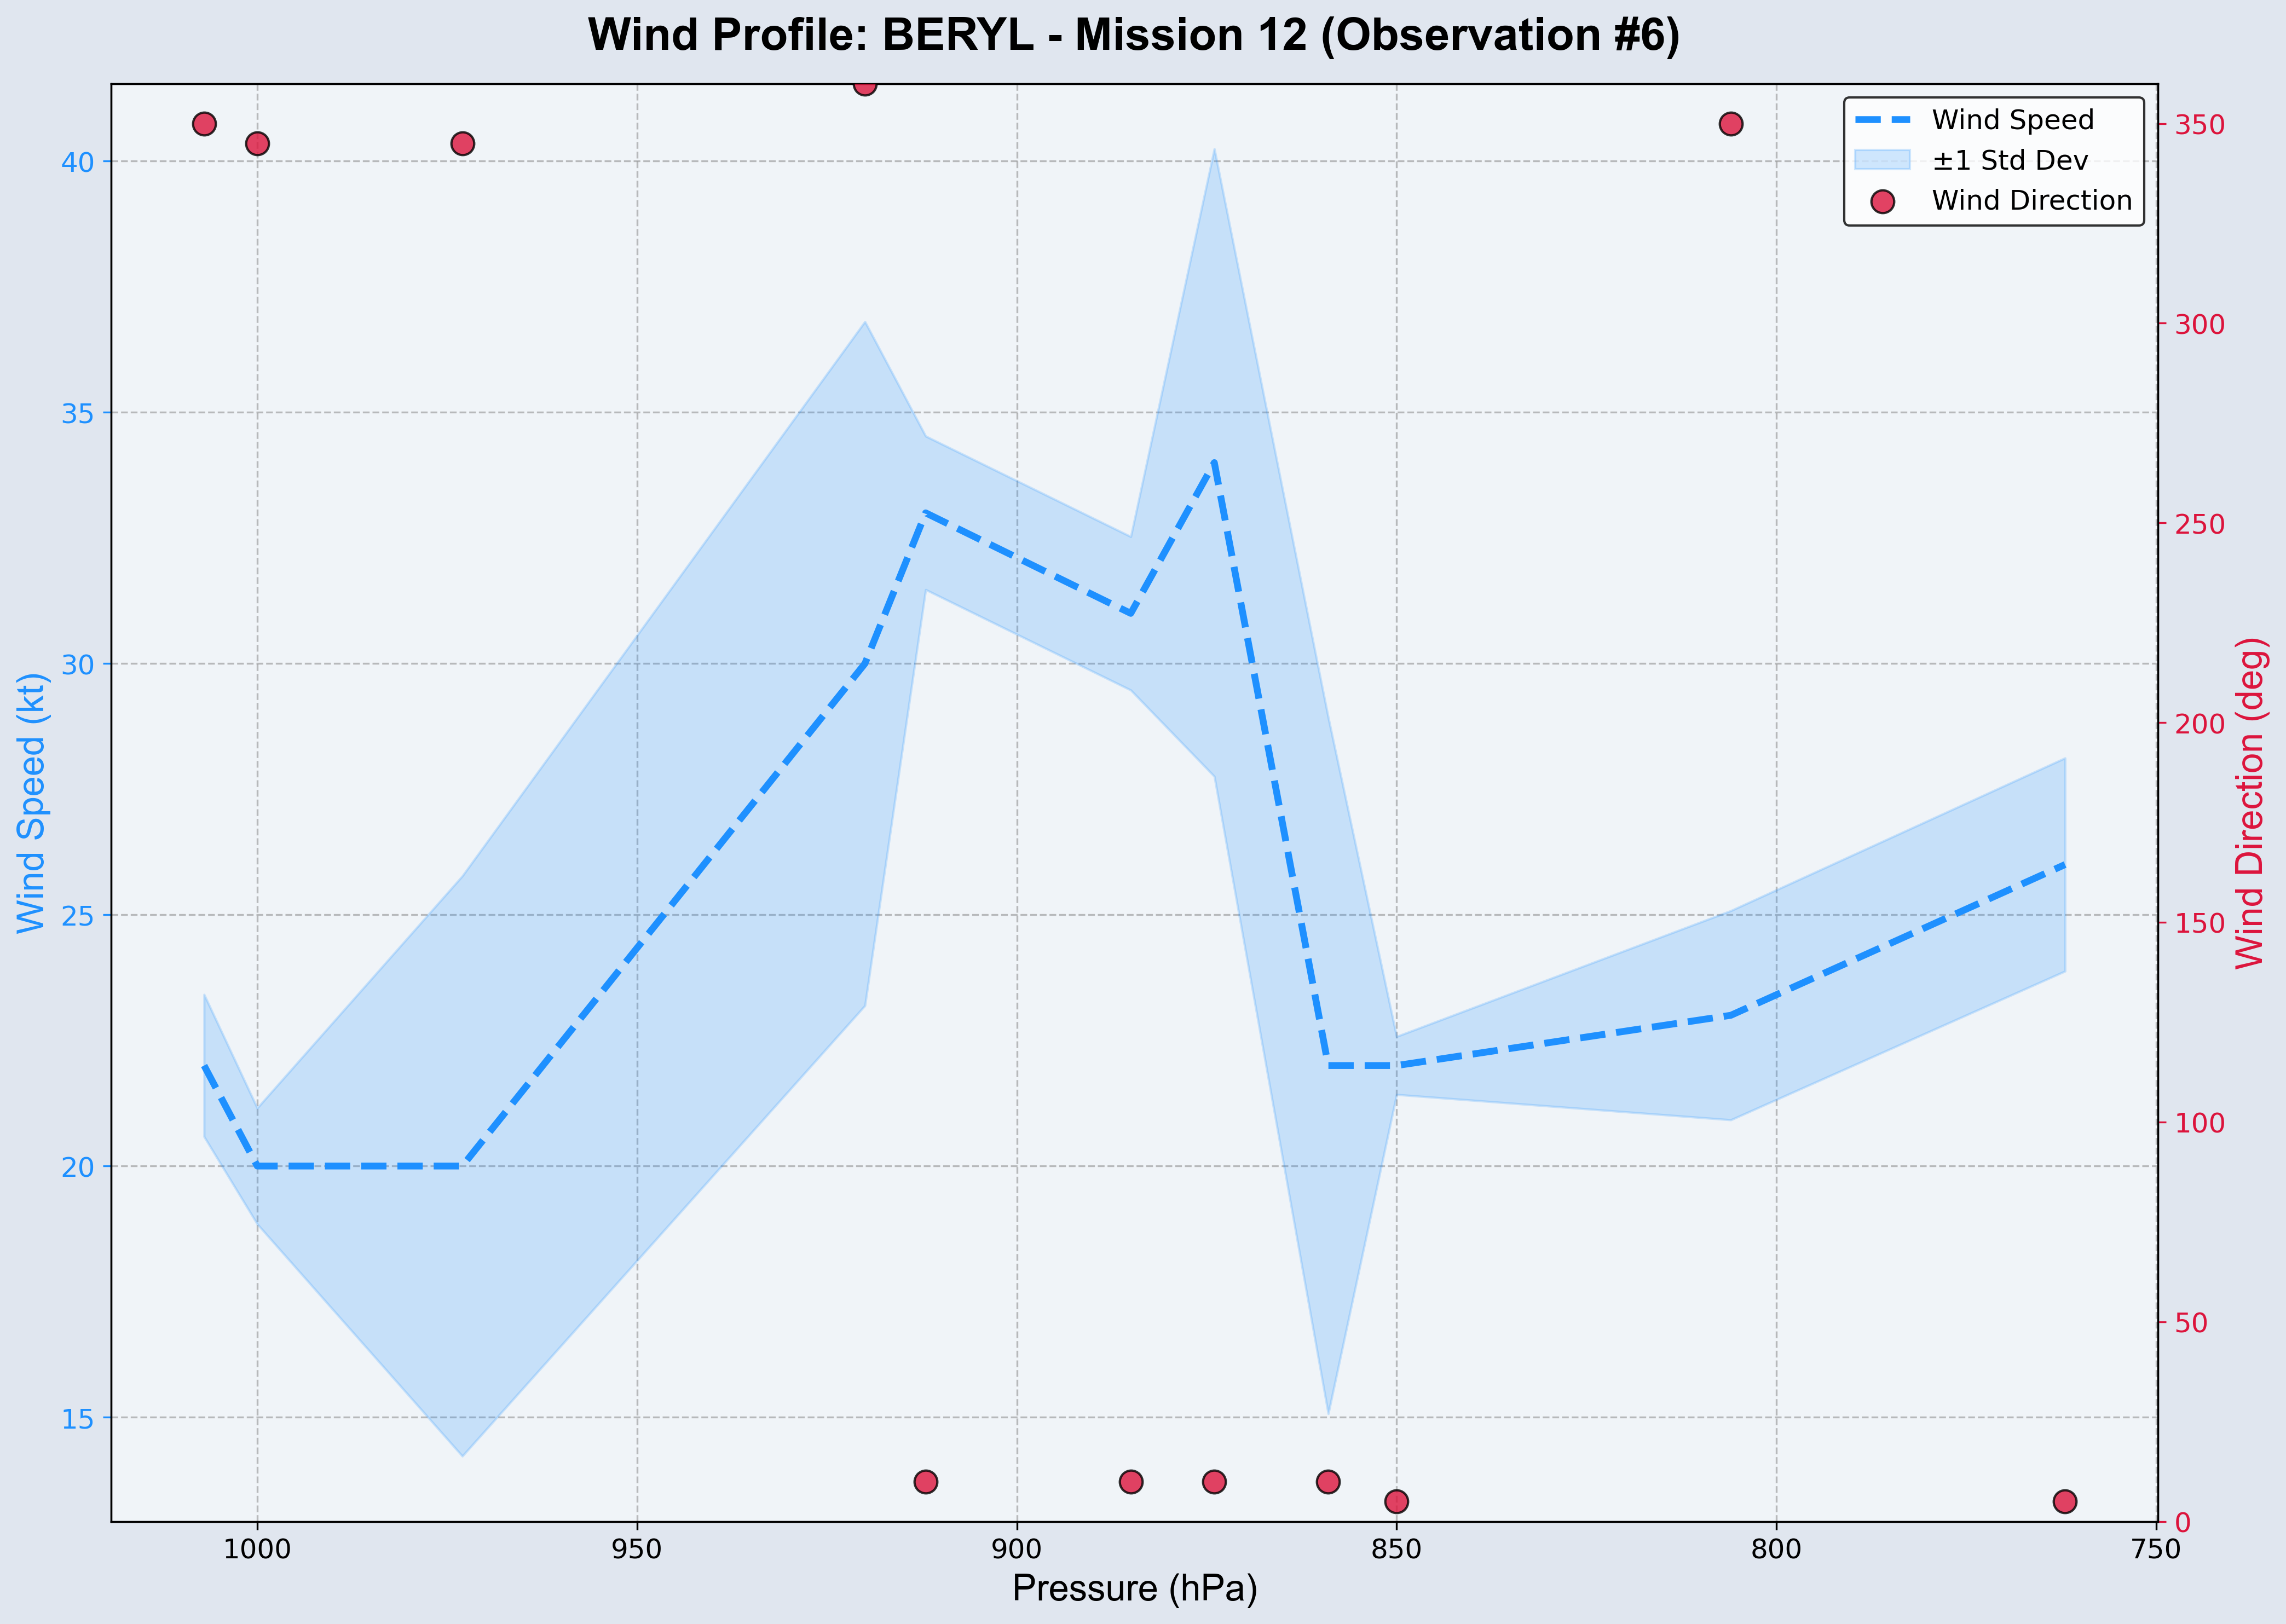 Wind Profile: BERYL - Mission 12 (Observation #6)
Wind Speed
±1 Std Dev
Wind Direction
40
35
30
25
20
15
Wind Speed (kt)
350
300
250
200
150
100
50
0
Wind Direction (deg)
1000
950
900
850
800
750
Pressure (hPa)